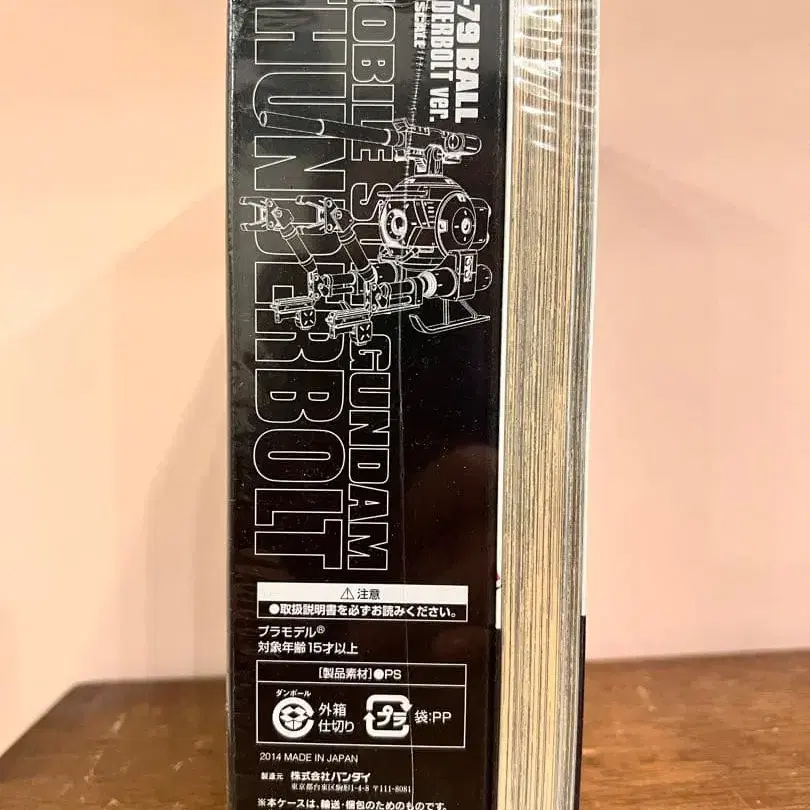 -79 BALL
DERBOLT ver.
SCALE
MOBILE S
THUNDERBOLT
GUNDAM
⚠注意
●取扱説明書を必ずお読みください。
プラモデル®
対象年齢15才以上
[製品素材]●PS
ダンボール
外箱
仕切り
プラ
袋:PP
2014 MADE IN JAPAN
製造元 株式会社バンダイ
東京都台東区駒形1-4-8 〒111-8081
※本ケースは、輸送・梱包のためのものです。